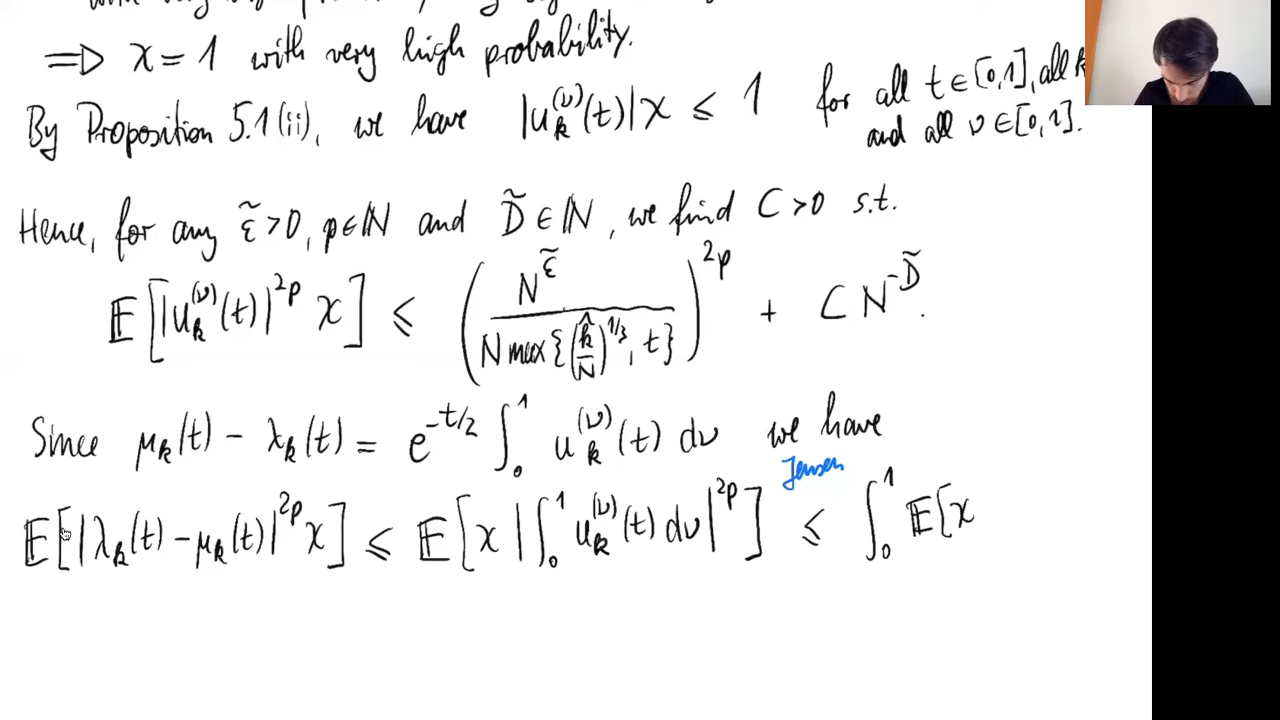 ⟹ χ = 1 with very high probability.
By Proposition 5.1 (ii), we have |u_k^{(ν)}(t)| χ ≤ 1 for all t ∈ [0,1], all k
and all ν ∈ [0,1].
Hence, for any ε̃ > 0, p ∈ ℕ and D̃ ∈ ℕ, we find C > 0 s.t.
𝔼[|u_k^{(ν)}(t)|^{2p} χ] ≤ (N^{ε̃} / (N max{(k̂/N)^{1/3}, t}))^{2p} + C N^{-D̃}.
Since μ_k(t) − λ_k(t) = e^{-t/2} ∫_0^1 u_k^{(ν)}(t) dν we have
Jensen
𝔼[|λ_k(t) − μ_k(t)|^{2p} χ] ≤ 𝔼[χ |∫_0^1 u_k^{(ν)}(t) dν|^{2p}] ≤ ∫_0^1 𝔼[χ